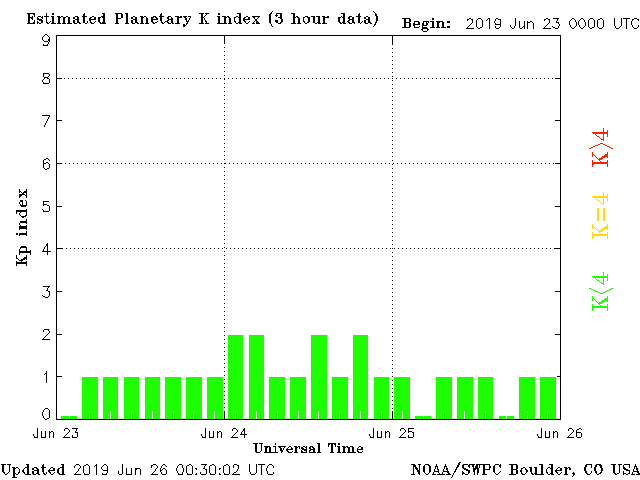 Estimated Planetary K index (3 hour data) Begin: 2019 Jun 23 0000 UTC
9
8
7
6
5
4
3
2
1
0
Kp index
K>4
K=4
K<4
Jun 23 Jun 24 Jun 25 Jun 26
Universal Time
Updated 2019 Jun 26 00:30:02 UTC NOAA/SWPC Boulder, CO USA